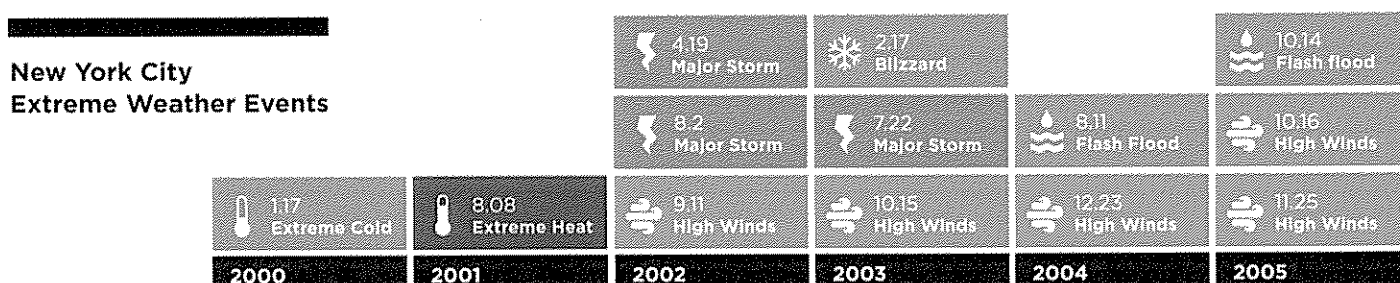 New York City
Extreme Weather Events
4.19
Major Storm
2.17
Blizzard
10.14
Flash flood
8.2
Major Storm
7.22
Major Storm
8.11
Flash Flood
10.16
High Winds
1.17
Extreme Cold
8.08
Extreme Heat
9.11
High Winds
10.15
High Winds
12.23
High Winds
11.25
High Winds
2000
2001
2002
2003
2004
2005